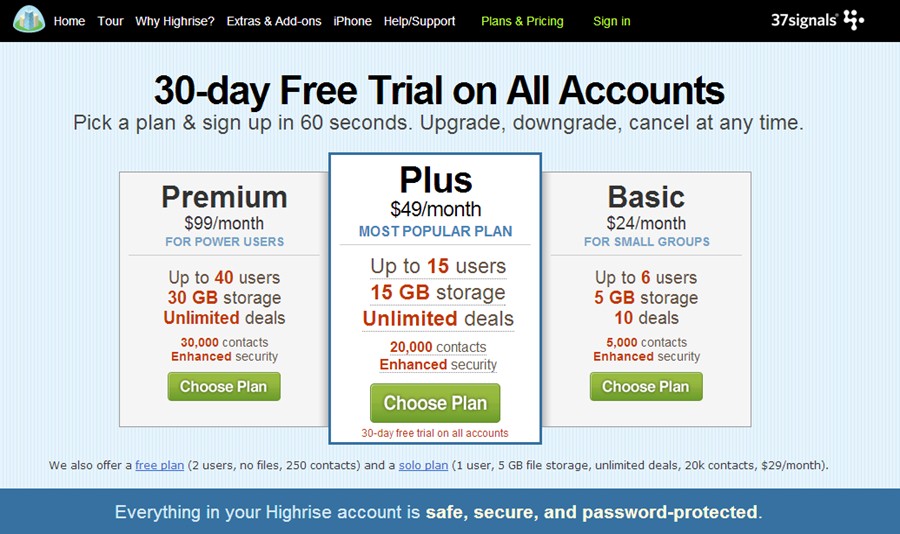 Home Tour Why Highrise? Extras & Add-ons iPhone Help/Support Plans & Pricing Sign in 37signals
30-day Free Trial on All Accounts
Pick a plan & sign up in 60 seconds. Upgrade, downgrade, cancel at any time.
Premium
$99/month
FOR POWER USERS
Up to 40 users
30 GB storage
Unlimited deals
30,000 contacts
Enhanced security
Choose Plan
Plus
$49/month
MOST POPULAR PLAN
Up to 15 users
15 GB storage
Unlimited deals
20,000 contacts
Enhanced security
Choose Plan
30-day free trial on all accounts
Basic
$24/month
FOR SMALL GROUPS
Up to 6 users
5 GB storage
10 deals
5,000 contacts
Enhanced security
Choose Plan
We also offer a free plan (2 users, no files, 250 contacts) and a solo plan (1 user, 5 GB file storage, unlimited deals, 20k contacts, $29/month).
Everything in your Highrise account is safe, secure, and password-protected.